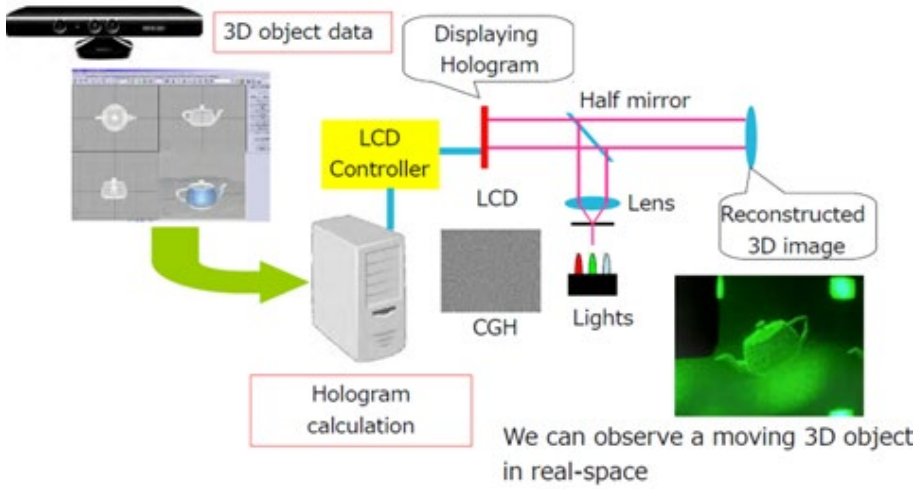 3D object data
Displaying
Hologram
Half mirror
LCD
Controller
LCD
Lens
Reconstructed
3D image
CGH
Lights
Hologram
calculation
We can observe a moving 3D object
in real-space